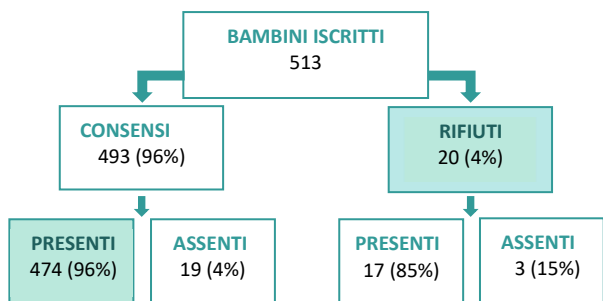 BAMBINI ISCRITTI
513
CONSENSI
493 (96%)
RIFIUTI
20 (4%)
PRESENTI
474 (96%)
ASSENTI
19 (4%)
PRESENTI
17 (85%)
ASSENTI
3 (15%)